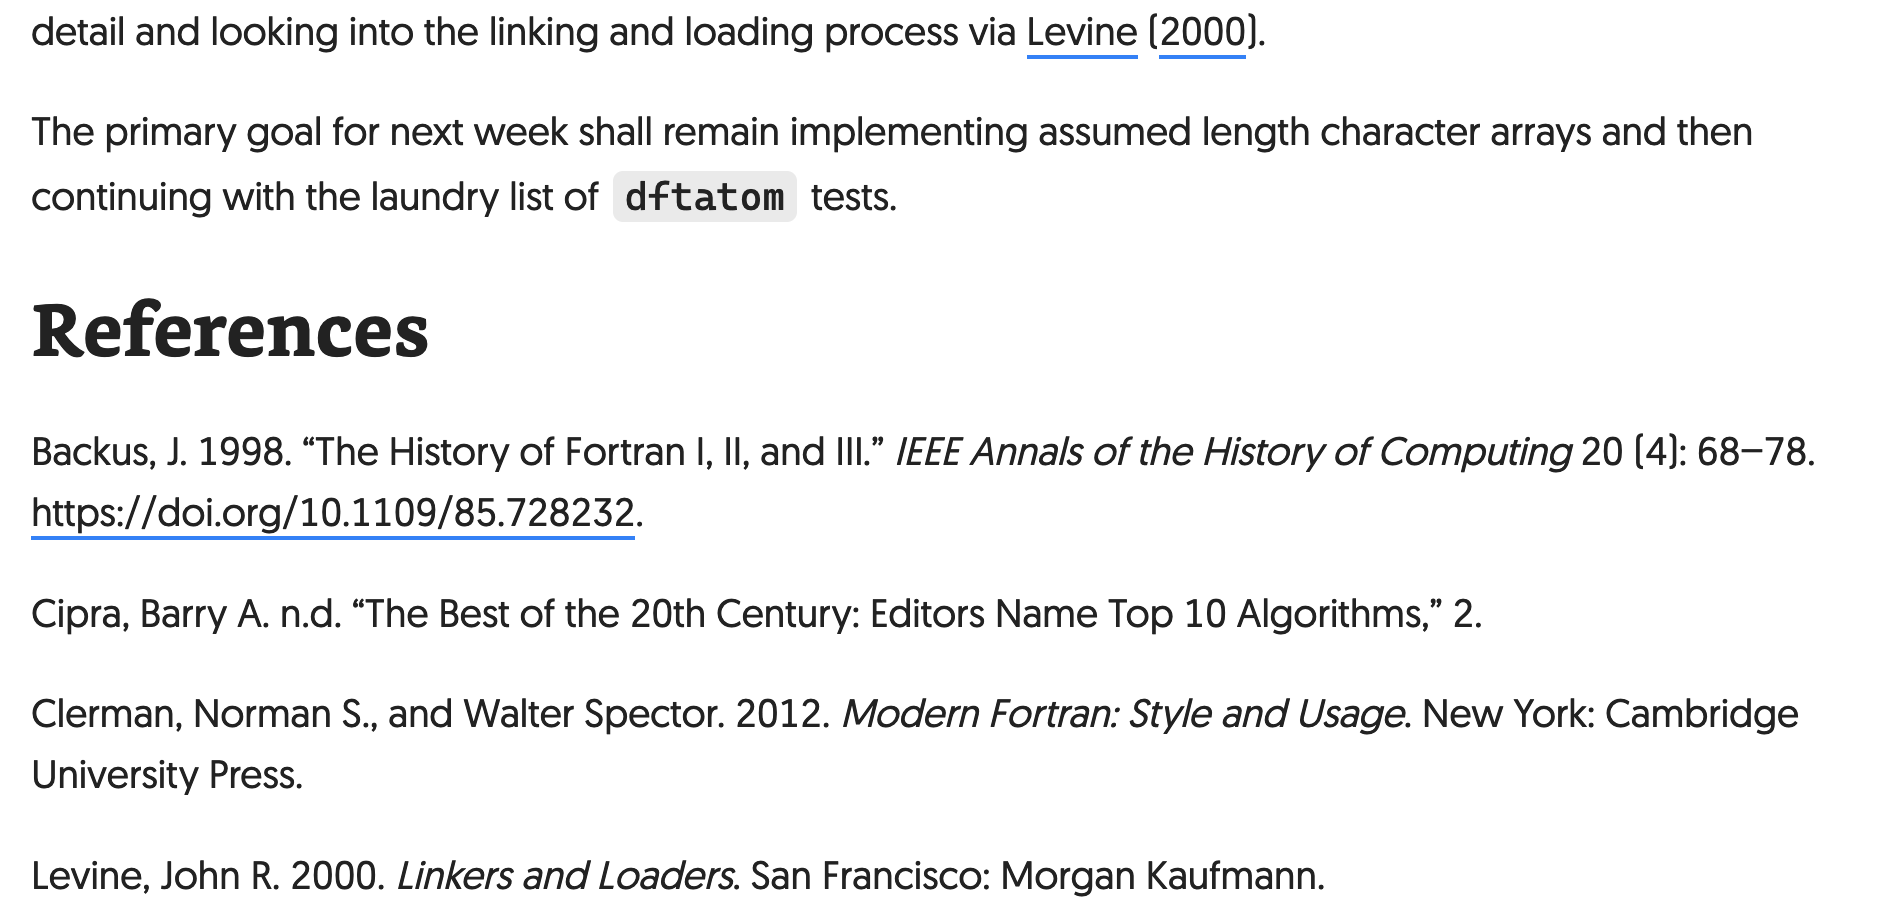 detail and looking into the linking and loading process via Levine (2000).
The primary goal for next week shall remain implementing assumed length character arrays and then
continuing with the laundry list of dftatom tests.
References
Backus, J. 1998. “The History of Fortran I, II, and III.” IEEE Annals of the History of Computing 20 (4): 68–78.
https://doi.org/10.1109/85.728232.
Cipra, Barry A. n.d. “The Best of the 20th Century: Editors Name Top 10 Algorithms,” 2.
Clerman, Norman S., and Walter Spector. 2012. Modern Fortran: Style and Usage. New York: Cambridge
University Press.
Levine, John R. 2000. Linkers and Loaders. San Francisco: Morgan Kaufmann.